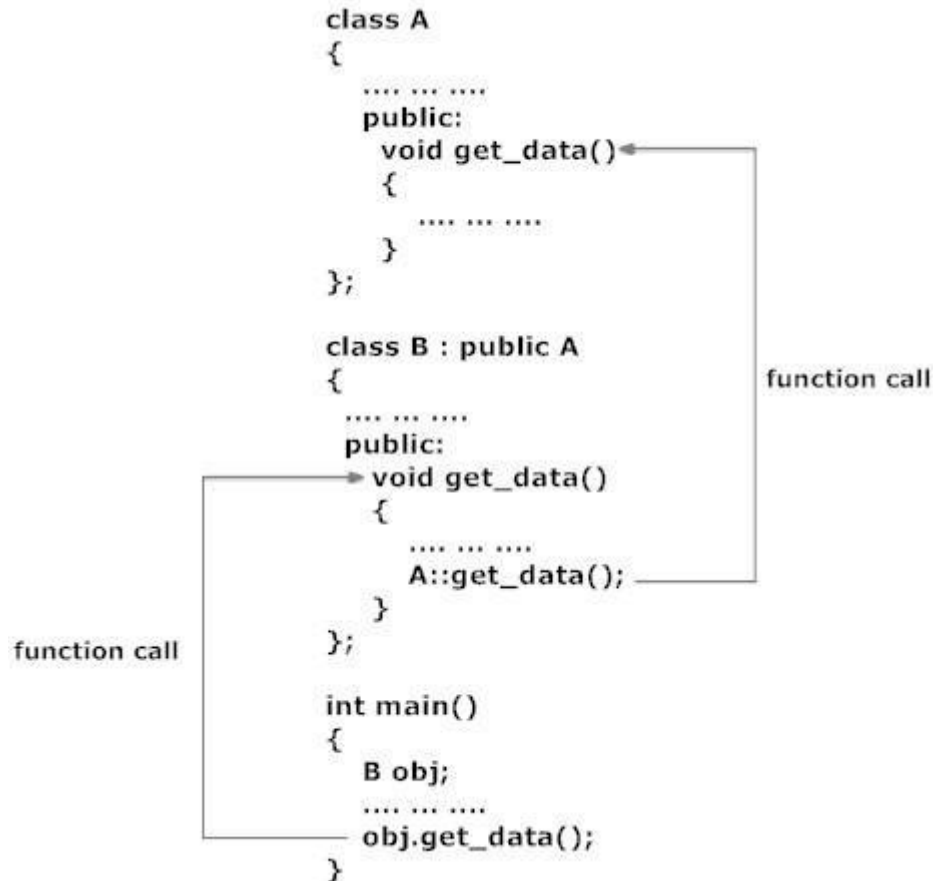 class A
{
.... ... ....
public:
void get_data()
{
.... ... ....
}
};
class B : public A
{
function call
.... ... ....
public:
void get_data()
{
.... ... ....
A::get_data();
}
};
function call
int main()
{
B obj;
.... ... ....
obj.get_data();
}